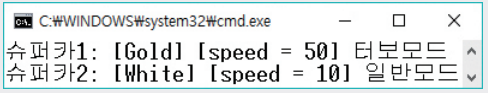 C:₩WINDOWS₩system32₩cmd.exe
슈퍼카1: [Gold] [speed = 50] 터보모드
슈퍼카2: [White] [speed = 10] 일반모드